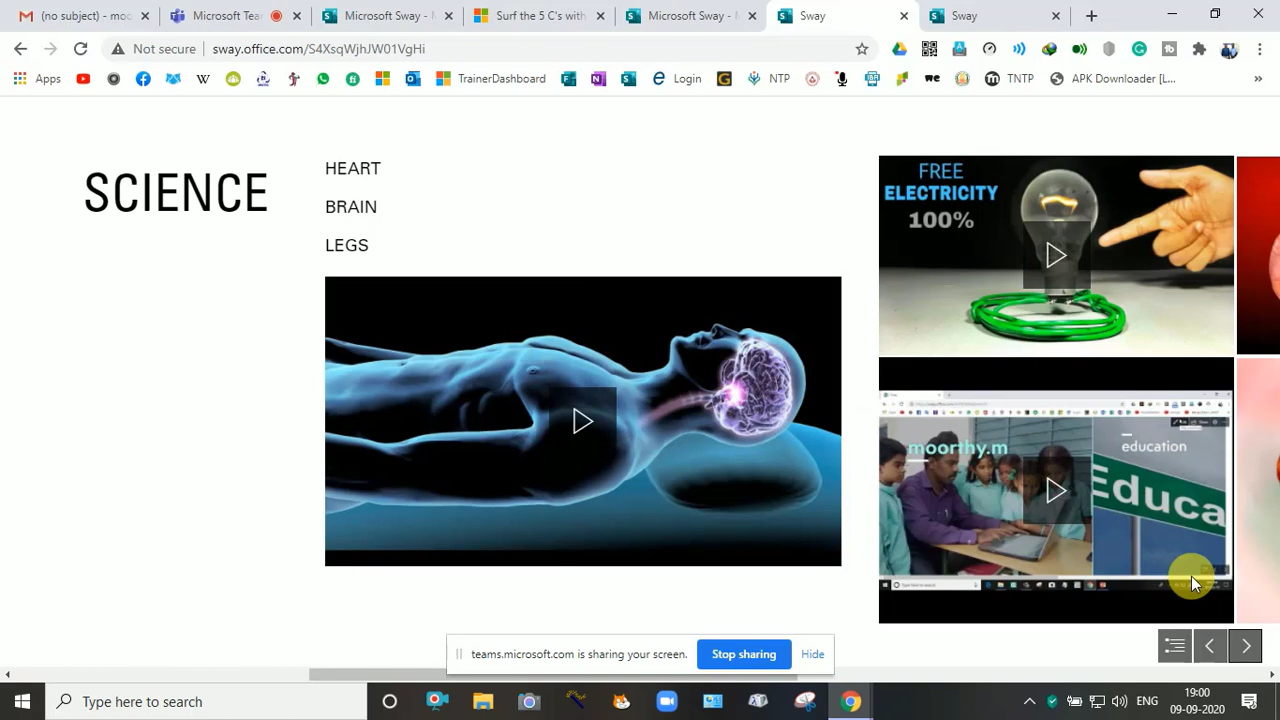 (no subject) - moo
Microsoft Tea
Microsoft Sway - M
Surf the 5 C's with
Microsoft Sway - M
Sway
Sway
Not secure
sway.office.com/S4XsqWjhJW01VgHi
Apps
TrainerDashboard
Login
NTP
TNTP
APK Downloader [L...
SCIENCE
HEART
BRAIN
LEGS
FREE
ELECTRICITY
100%
moorthy.m
education
Educa
teams.microsoft.com is sharing your screen.
Stop sharing
Hide
Type here to search
ENG
19:00
09-09-2020